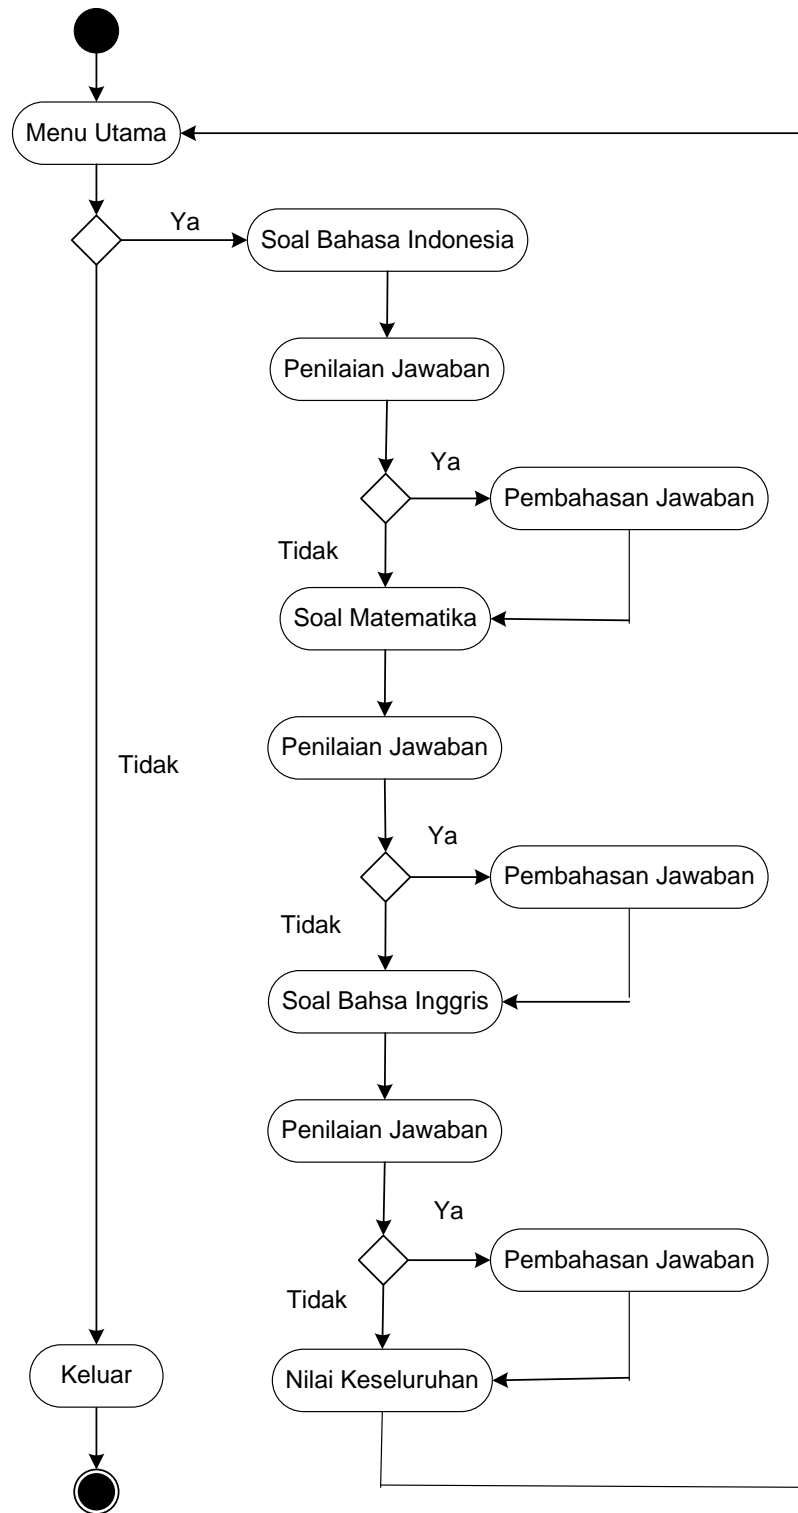 Menu Utama
Ya
Soal Bahasa Indonesia
Penilaian Jawaban
Ya
Pembahasan Jawaban
Tidak
Soal Matematika
Penilaian Jawaban
Tidak
Ya
Pembahasan Jawaban
Tidak
Soal Bahsa Inggris
Penilaian Jawaban
Ya
Pembahasan Jawaban
Tidak
Keluar
Nilai Keseluruhan